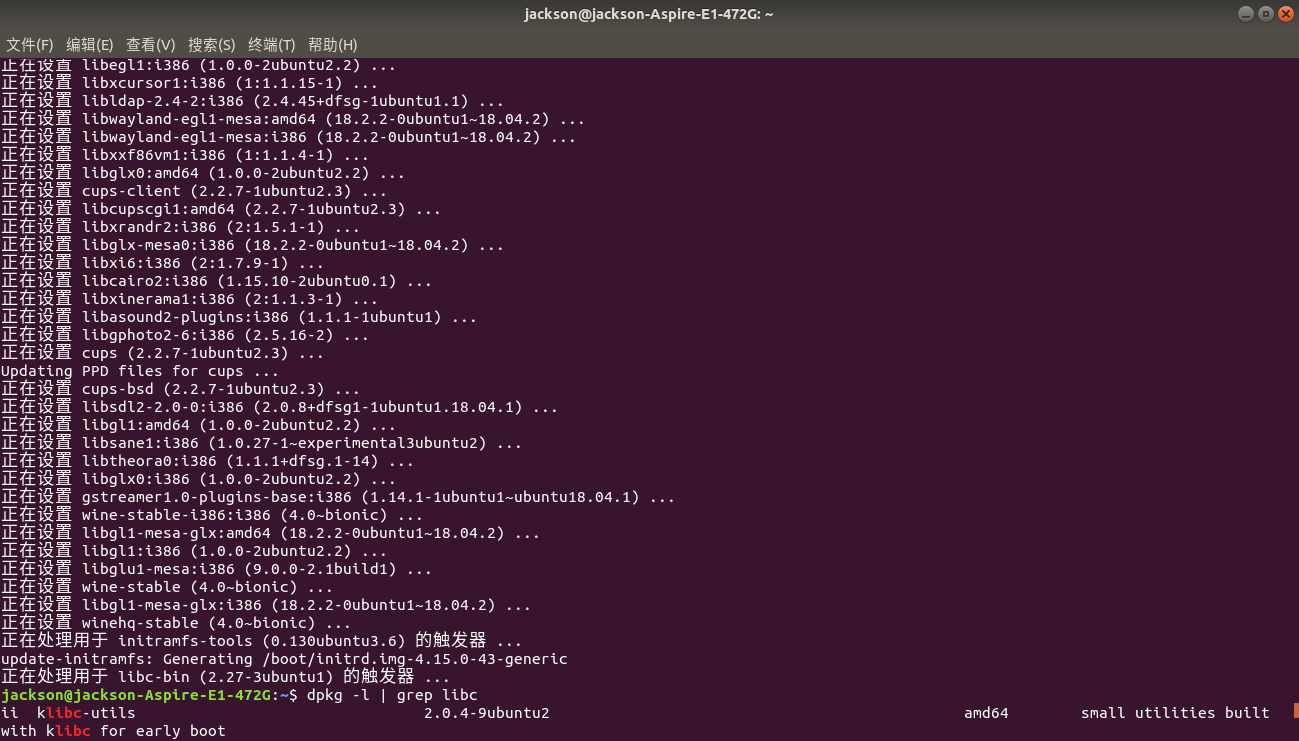 jackson@jackson-Aspire-E1-472G: ~
文件(F) 编辑(E) 查看(V) 搜索(S) 终端(T) 帮助(H)
正在设置 libegl1:i386 (1.0.0-2ubuntu2.2) ...
正在设置 libxcursor1:i386 (1:1.1.15-1) ...
正在设置 libldap-2.4-2:i386 (2.4.45+dfsg-1ubuntu1.1) ...
正在设置 libwayland-egl1-mesa:amd64 (18.2.2-0ubuntu1~18.04.2) ...
正在设置 libwayland-egl1-mesa:i386 (18.2.2-0ubuntu1~18.04.2) ...
正在设置 libxxf86vm1:i386 (1:1.1.4-1) ...
正在设置 libglx0:amd64 (1.0.0-2ubuntu2.2) ...
正在设置 cups-client (2.2.7-1ubuntu2.3) ...
正在设置 libcupscgi1:amd64 (2.2.7-1ubuntu2.3) ...
正在设置 libxrandr2:i386 (2:1.5.1-1) ...
正在设置 libglx-mesa0:i386 (18.2.2-0ubuntu1~18.04.2) ...
正在设置 libxi6:i386 (2:1.7.9-1) ...
正在设置 libcairo2:i386 (1.15.10-2ubuntu0.1) ...
正在设置 libxinerama1:i386 (2:1.1.3-1) ...
正在设置 libasound2-plugins:i386 (1.1.1-1ubuntu1) ...
正在设置 libgphoto2-6:i386 (2.5.16-2) ...
正在设置 cups (2.2.7-1ubuntu2.3) ...
Updating PPD files for cups ...
正在设置 cups-bsd (2.2.7-1ubuntu2.3) ...
正在设置 libsdl2-2.0-0:i386 (2.0.8+dfsg1-1ubuntu1.18.04.1) ...
正在设置 libgl1:amd64 (1.0.0-2ubuntu2.2) ...
正在设置 libsane1:i386 (1.0.27-1~experimental3ubuntu2) ...
正在设置 libtheora0:i386 (1.1.1+dfsg.1-14) ...
正在设置 libglx0:i386 (1.0.0-2ubuntu2.2) ...
正在设置 gstreamer1.0-plugins-base:i386 (1.14.1-1ubuntu1~ubuntu18.04.1) ...
正在设置 wine-stable-i386:i386 (4.0~bionic) ...
正在设置 libgl1-mesa-glx:amd64 (18.2.2-0ubuntu1~18.04.2) ...
正在设置 libgl1:i386 (1.0.0-2ubuntu2.2) ...
正在设置 libglu1-mesa:i386 (9.0.0-2.1build1) ...
正在设置 wine-stable (4.0~bionic) ...
正在设置 libgl1-mesa-glx:i386 (18.2.2-0ubuntu1~18.04.2) ...
正在设置 winehq-stable (4.0~bionic) ...
正在处理用于 initramfs-tools (0.130ubuntu3.6) 的触发器 ...
update-initramfs: Generating /boot/initrd.img-4.15.0-43-generic
正在处理用于 libc-bin (2.27-3ubuntu1) 的触发器 ...
jackson@jackson-Aspire-E1-472G:~$ dpkg -l | grep libc
ii  klibc-utils 2.0.4-9ubuntu2 amd64 small utilities built
with klibc for early boot